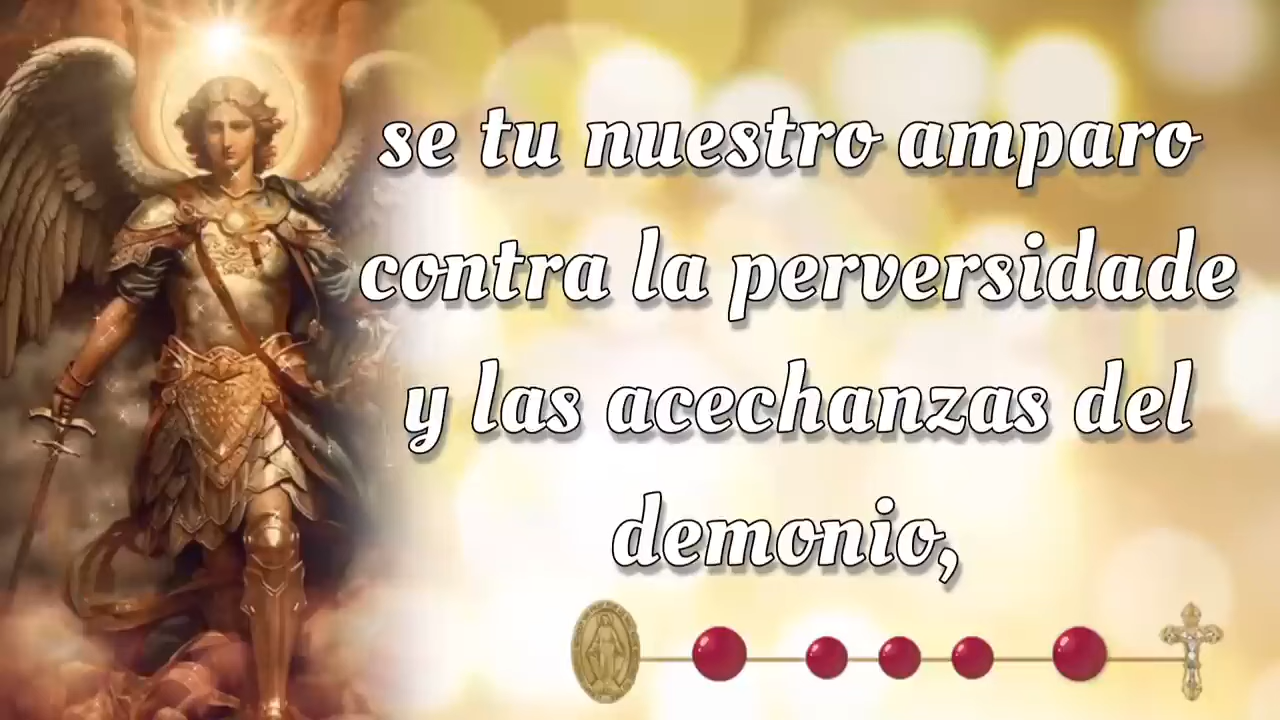 se tu nuestro amparo
contra la perversidade
y las acechanzas del
demonio,